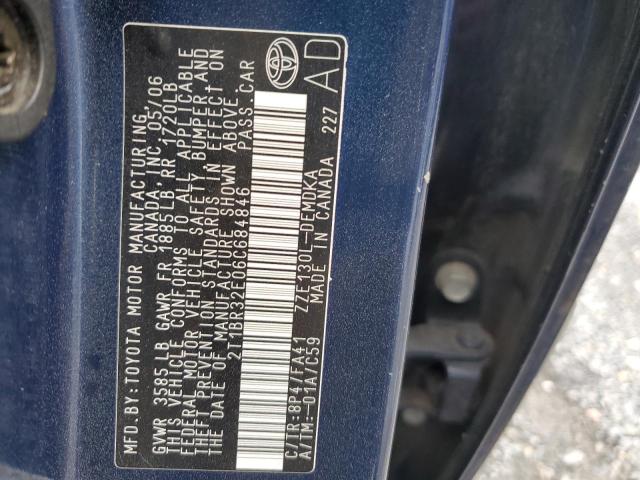 MFD. BY: TOYOTA MOTOR MANUFACTURING
CANADA, INC. 05/06
GVWR 3585 LB GAWR FR 1885 LB RR 1720LB
THIS VEHICLE CONFORMS TO ALL APPLICABLE
FEDERAL MOTOR VEHICLE SAFETY, BUMPER AND
THEFT PREVENTION STANDARDS IN EFFECT ON
THE DATE OF MANUFACTURE SHOWN ABOVE.
2T1BR32E06C684846 PASS.CAR
C/TR:8P4/FA41 ZZE130L-DEMDKA
A/TM:-01A/C59 MADE IN CANADA 227
AD